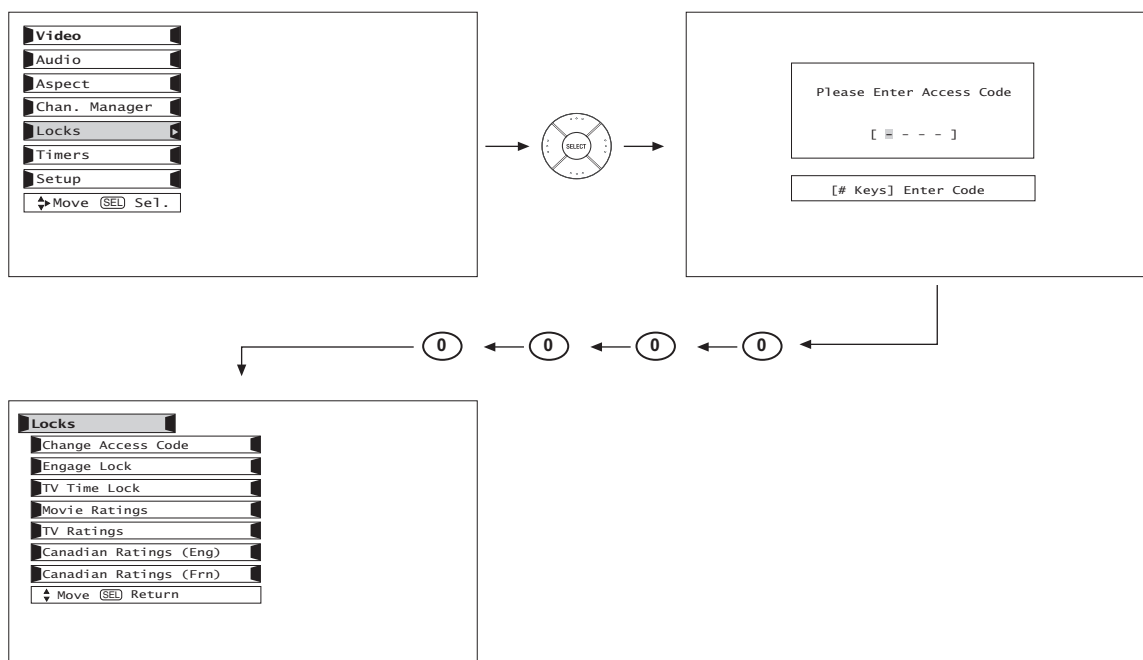 Video
Audio
Aspect
Chan. Manager
Locks
Timers
Setup
Move SEL Sel.
SELECT
Please Enter Access Code
[ - - - - ]
[# Keys] Enter Code
0 0 0 0
Locks
Change Access Code
Engage Lock
TV Time Lock
Movie Ratings
TV Ratings
Canadian Ratings (Eng)
Canadian Ratings (Frn)
Move SEL Return